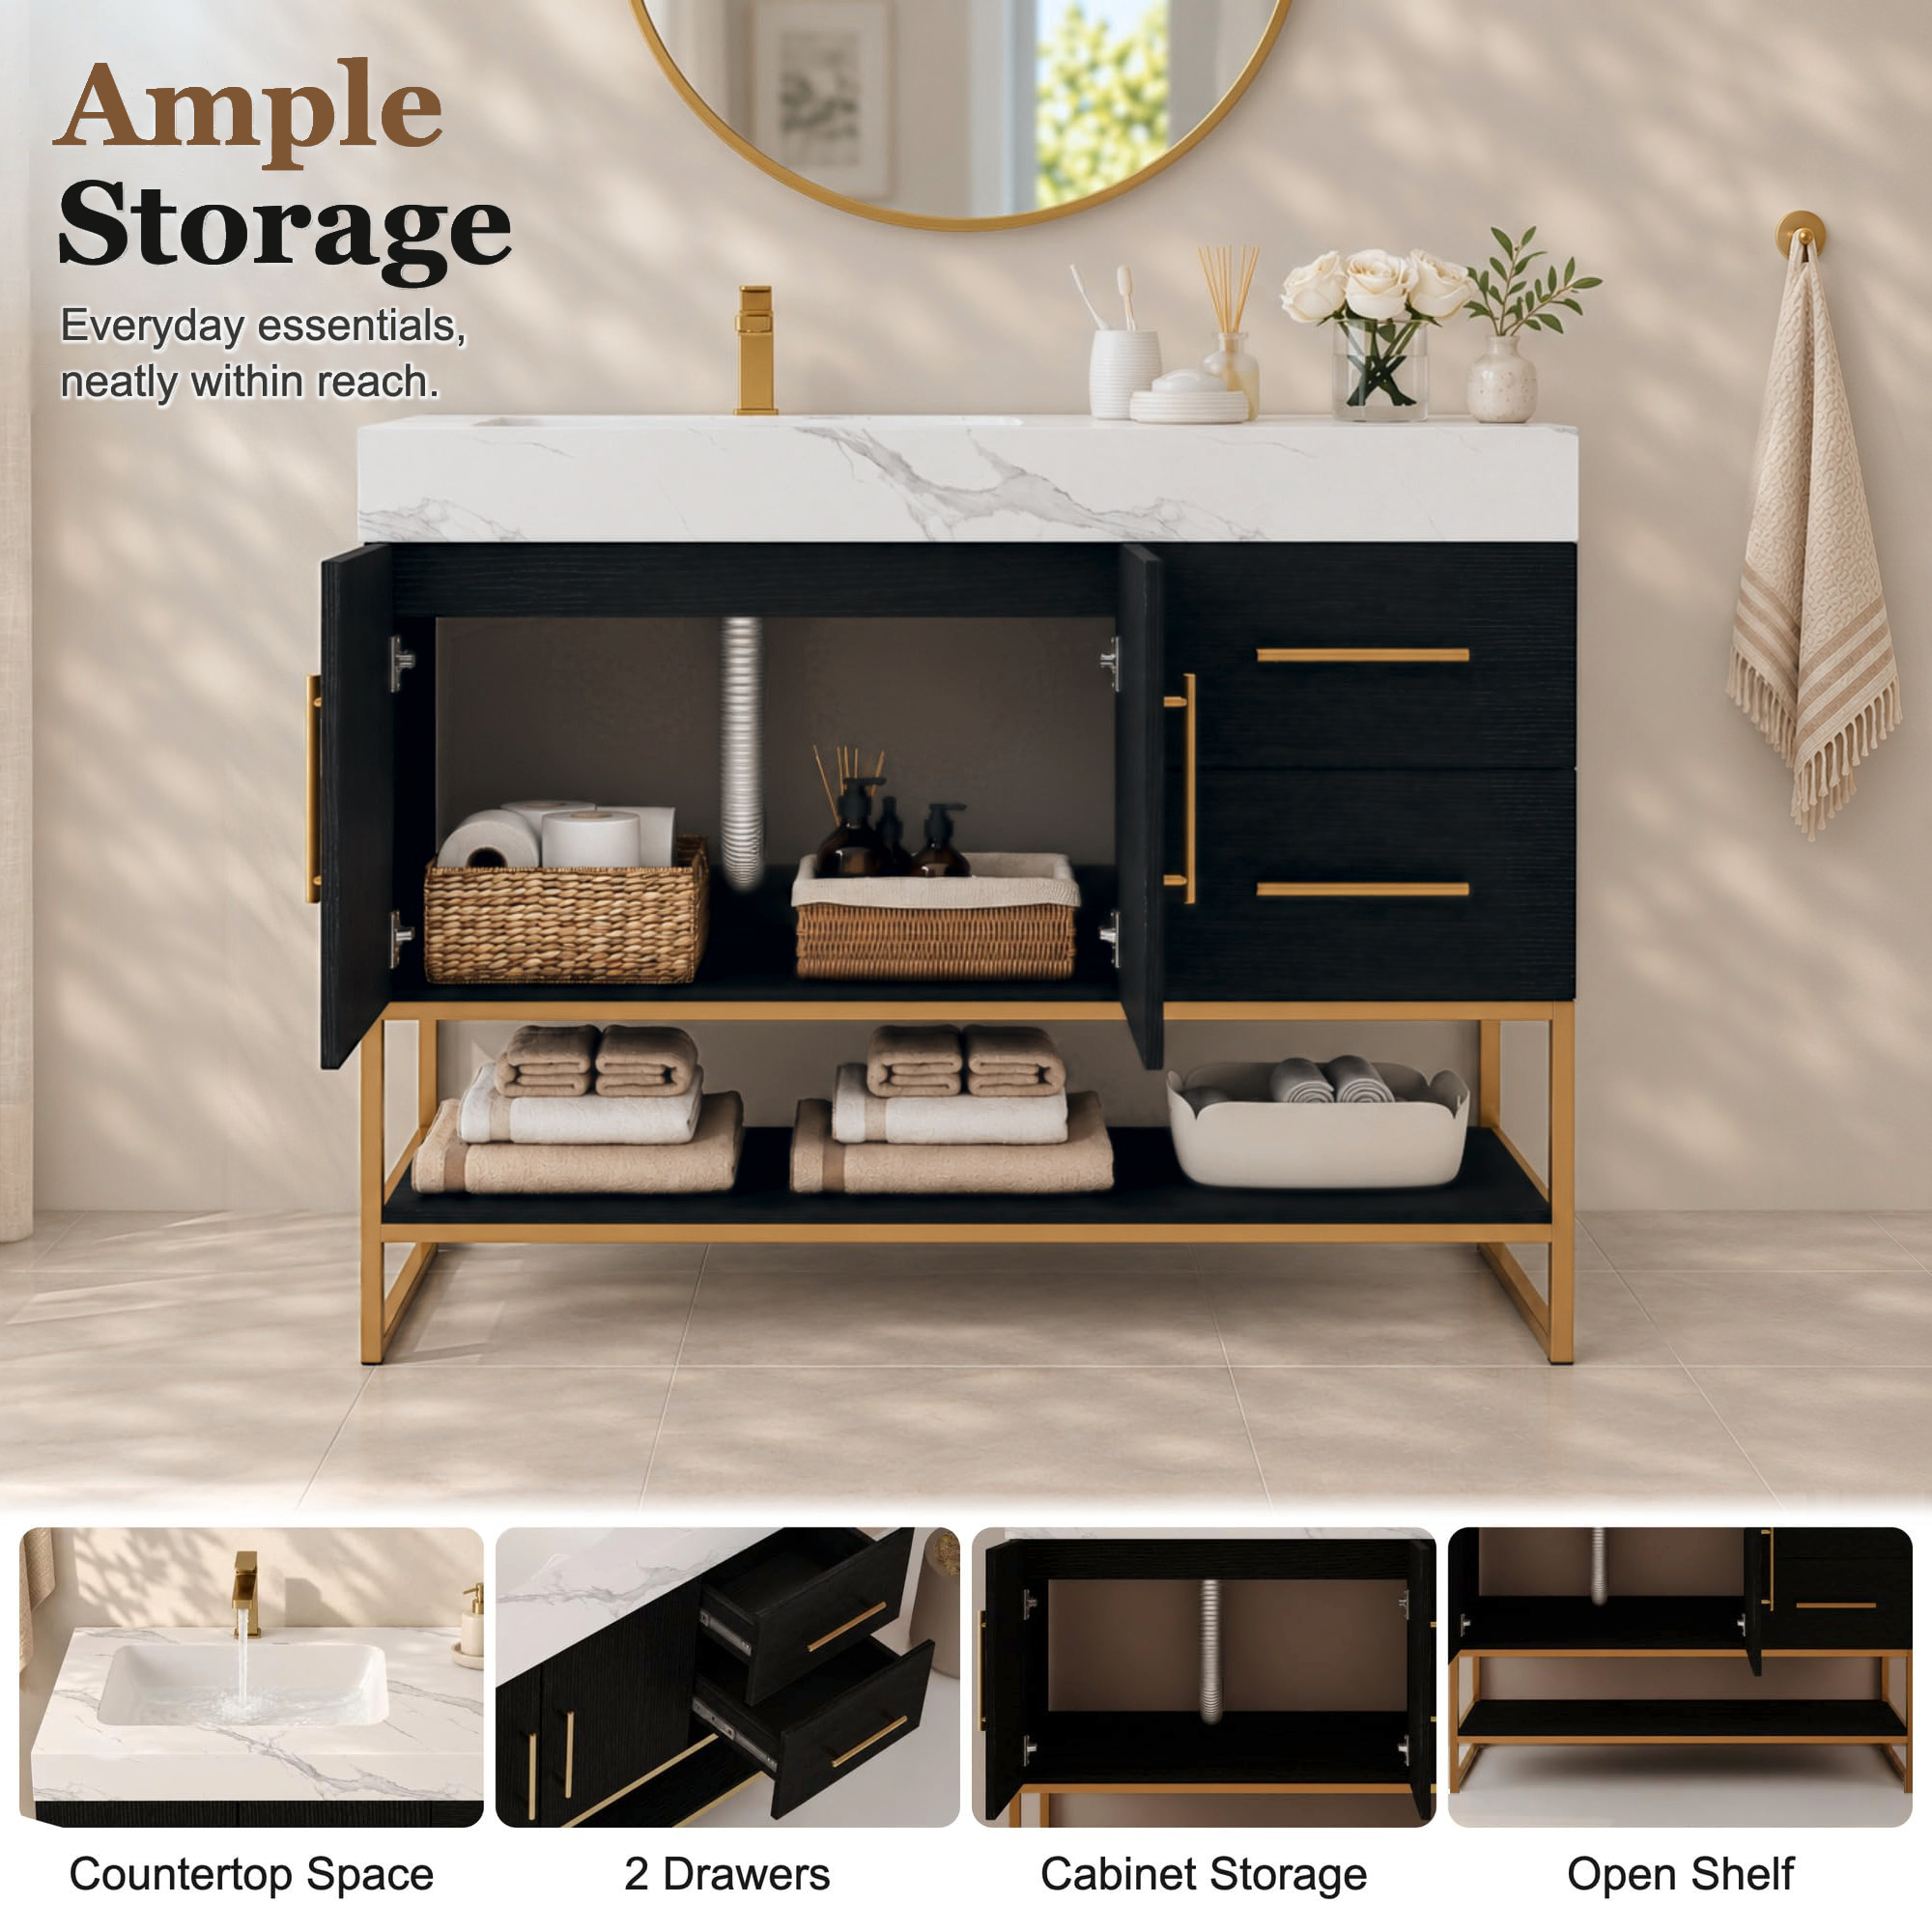 Ample
Storage
Everyday essentials,
neatly within reach.
Countertop Space
2 Drawers
Cabinet Storage
Open Shelf